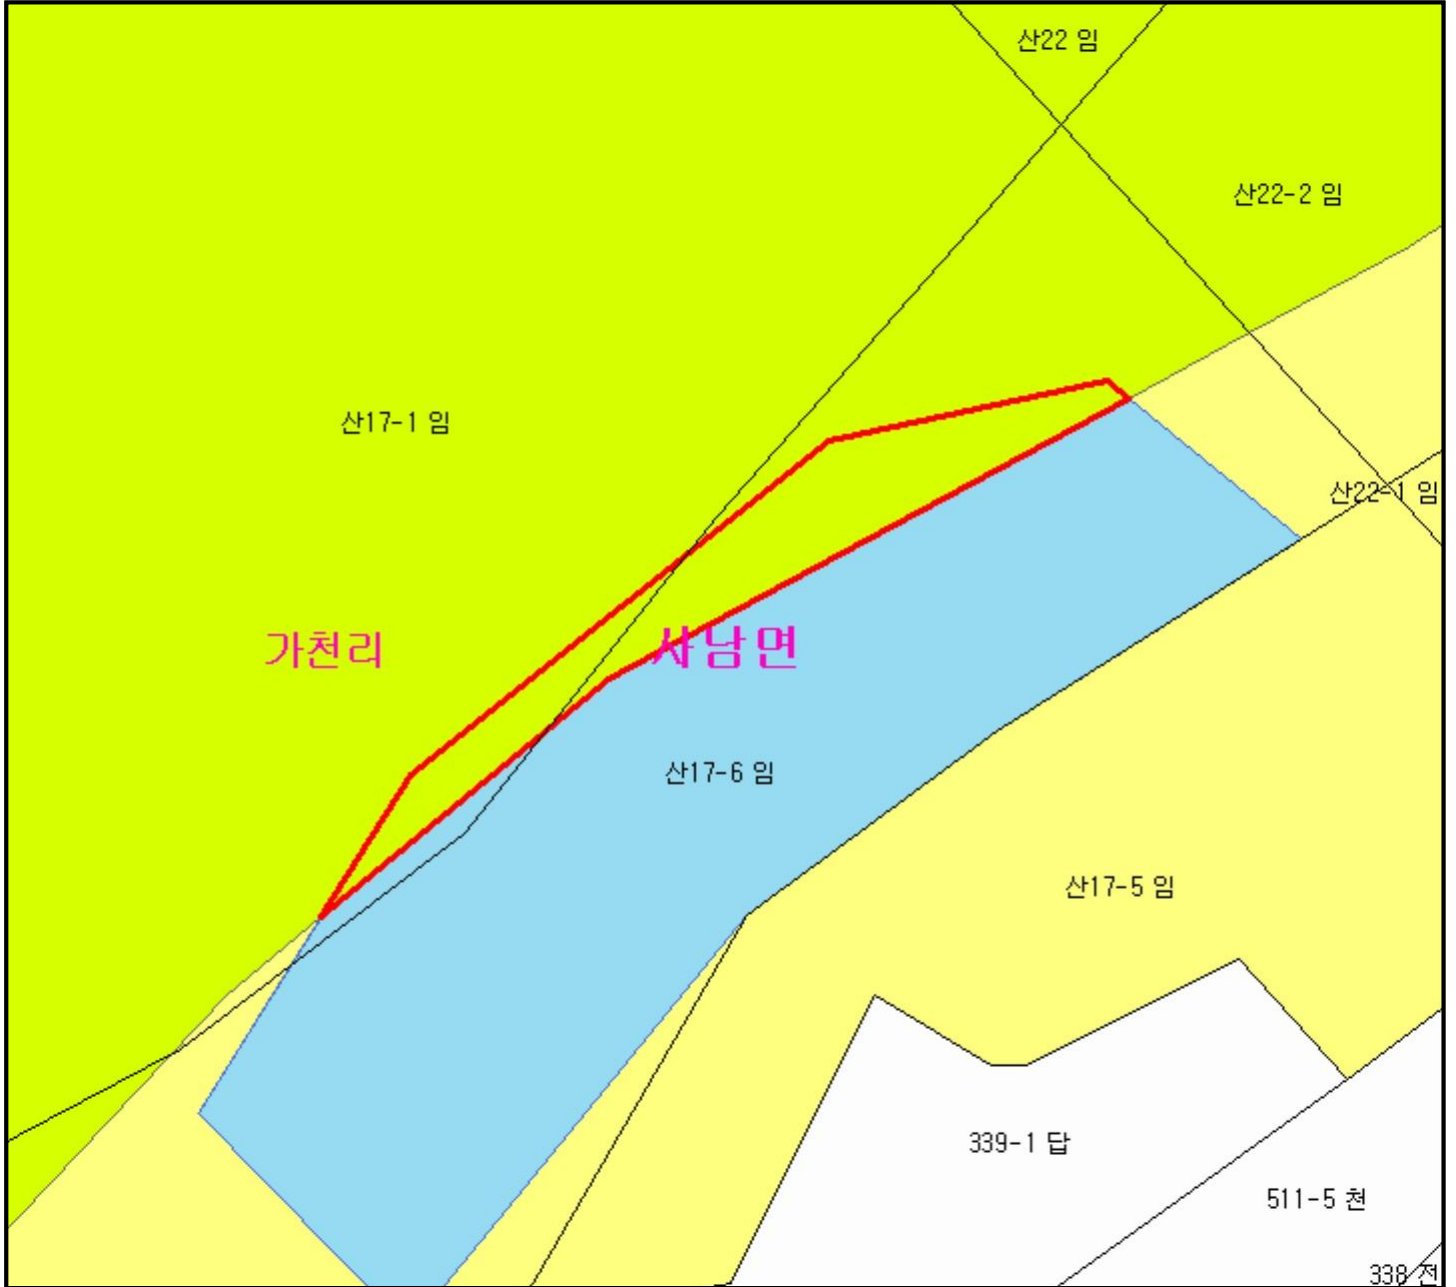 산22 임
산22-2 임
산17-1 임
산22-1 임
가천리
사남면
산17-6 임
산17-5 임
339-1 답
511-5 천
338 전